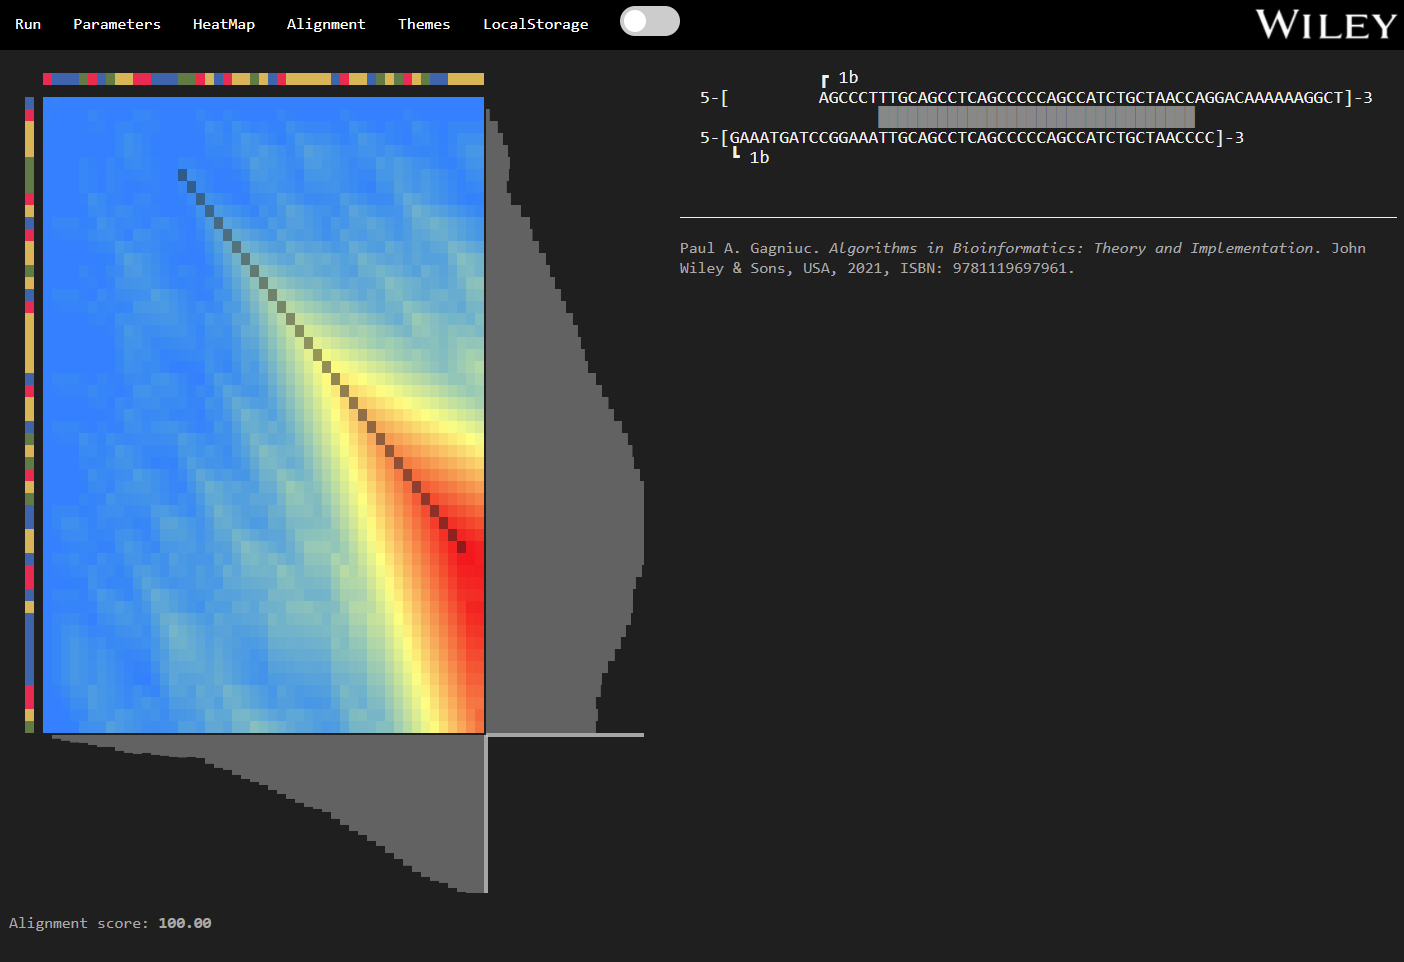 Run Parameters HeatMap Alignment Themes LocalStorage
WILEY
┏ 1b
5-[         AGCCCTTTGCAGCCTCAGCCCCCAGCCATCTGCTAACCAGGACAAAAAAGGCT]-3
5-[GAAATGATCCGGAAATTGCAGCCTCAGCCCCCAGCCATCTGCTAACCCC]-3
┗ 1b
Paul A. Gagniuc. Algorithms in Bioinformatics: Theory and Implementation. John
Wiley & Sons, USA, 2021, ISBN: 9781119697961.
Alignment score: 100.00